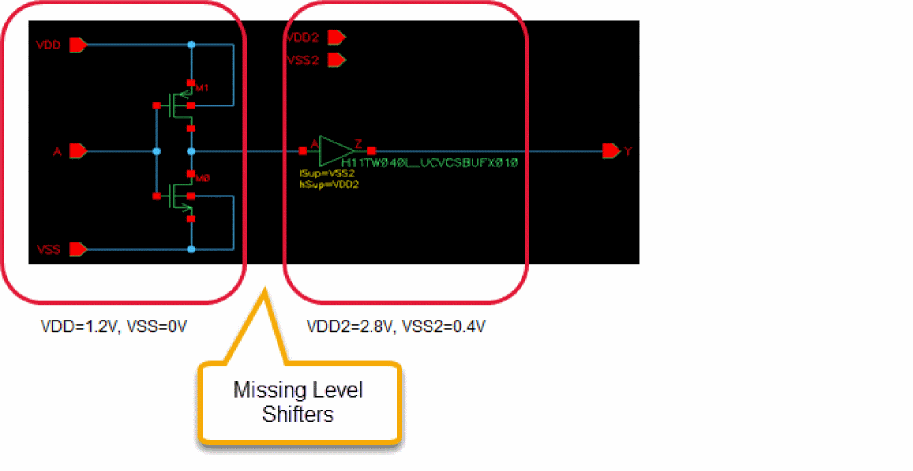 VDD
VDD2
VSS2
M1
A
A
Z
Y
H11TW040L_UCVCSBUFX010
lSup=VSS2
hSup=VDD2
M0
VSS
VDD=1.2V, VSS=0V
VDD2=2.8V, VSS2=0.4V
Missing Level
Shifters